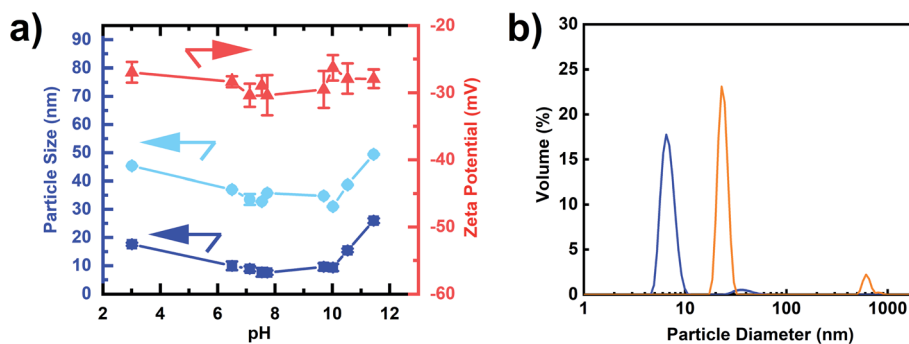 a)
90
80
70
60
50
40
30
20
10
0
Particle Size (nm)
2 4 6 8 10 12
pH
-20
-30
-40
-50
-60
Zeta Potential (mV)
b)
30
25
20
15
10
5
0
Volume (%)
1 10 100 1000
Particle Diameter (nm)